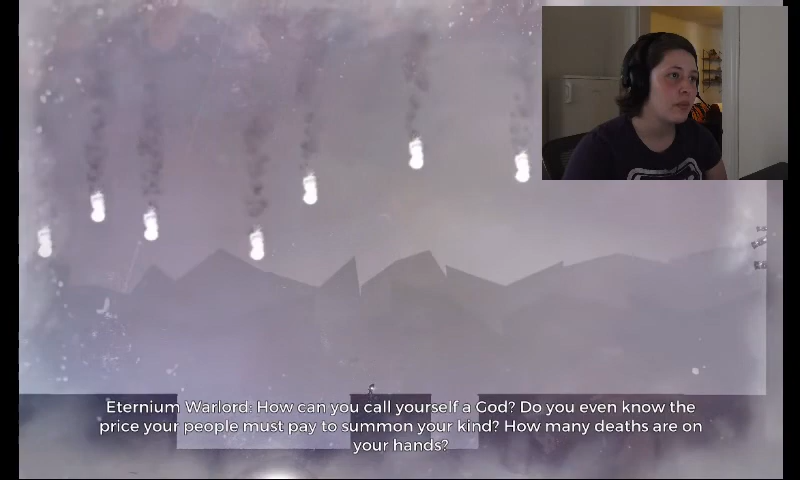 Eternium Warlord: How can you call yourself a God? Do you even know the
price your people must pay to summon your kind? How many deaths are on
your hands?